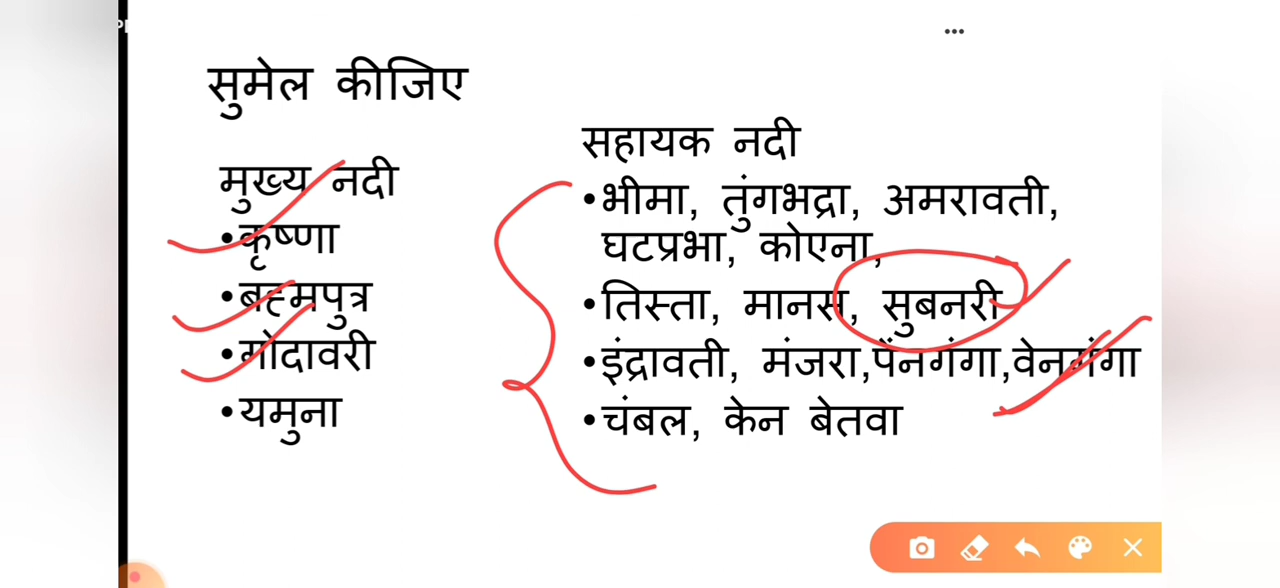 सुमेल कीजिए
मुख्य नदी
•कृष्णा
•बह्मपुत्र
•गोदावरी
•यमुना
सहायक नदी
•भीमा, तुंगभद्रा, अमरावती,
घटप्रभा, कोएना,
•तिस्ता, मानस, सुबनरी
•इंद्रावती, मंजरा,पेंनगंगा,वेनगंगा
•चंबल, केन बेतवा